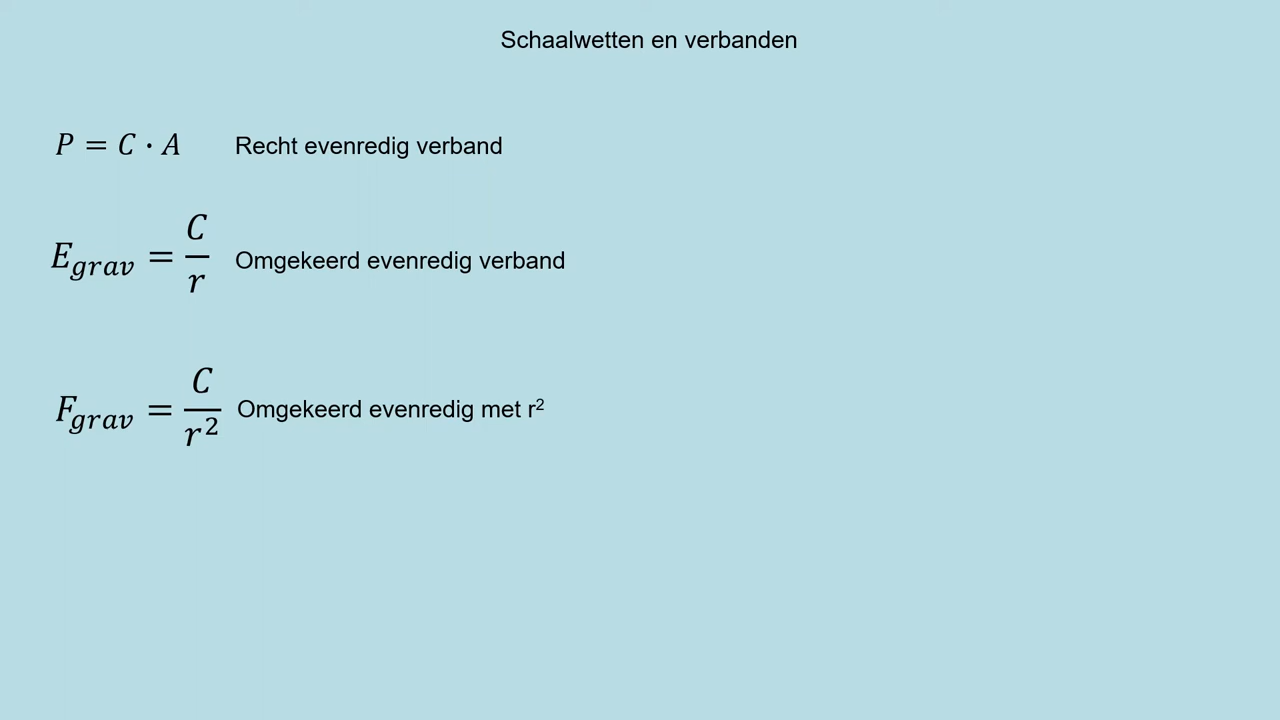 Schaalwetten en verbanden
P = C · A Recht evenredig verband
E_grav = C/r Omgekeerd evenredig verband
F_grav = C/r² Omgekeerd evenredig met r²